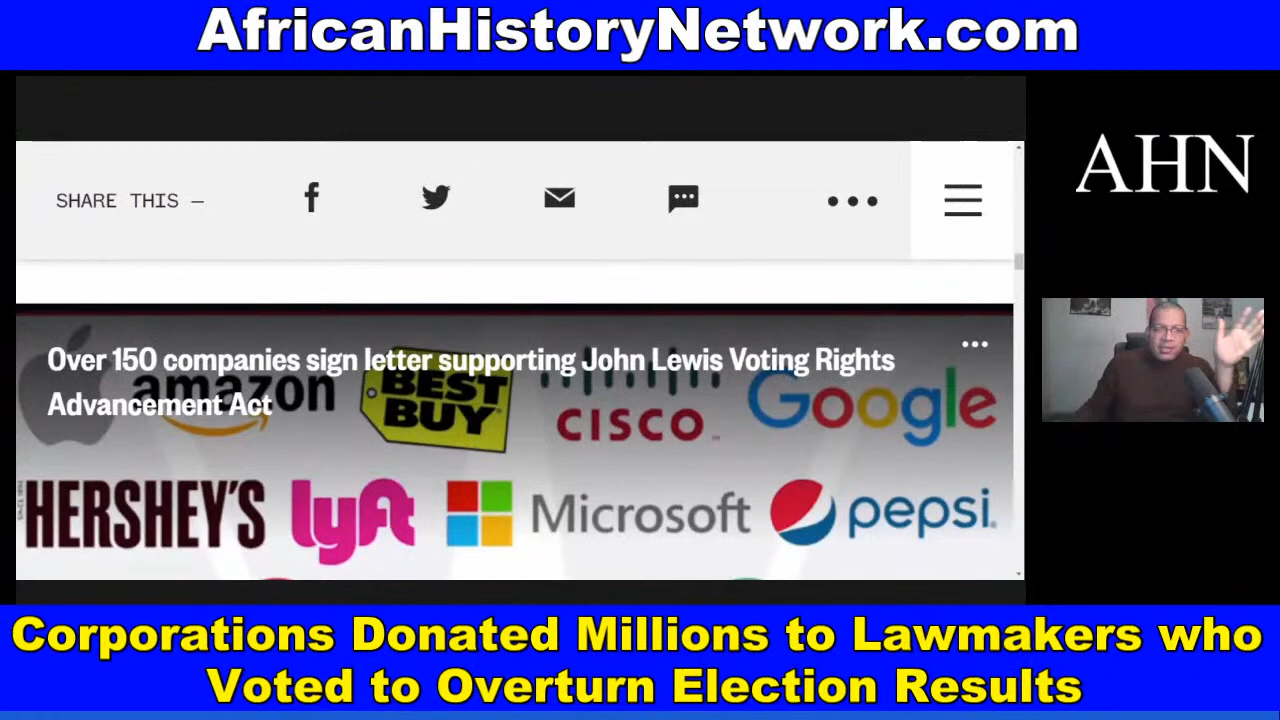 AfricanHistoryNetwork.com
SHARE THIS —
AHN
Over 150 companies sign letter supporting John Lewis Voting Rights
Advancement Act
amazon
BEST
BUY
CISCO
Google
HERSHEY'S
lyft
Microsoft
pepsi
Corporations Donated Millions to Lawmakers who
Voted to Overturn Election Results